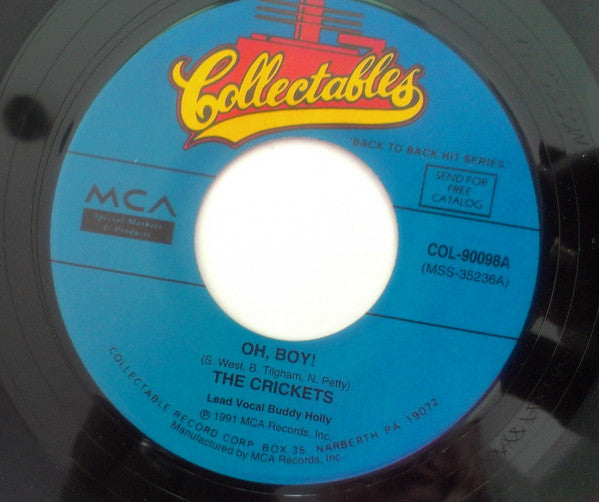 Collectables
"BACK TO BACK HIT SERIES
SEND FOR
FREE
CATALOG
MCA
Special Markets
& Products
COL-90098A
(MSS-35236A)
OH, BOY!
(S. West, B. Tilgham, N. Petty)
THE CRICKETS
Lead Vocal Buddy Holly
℗ 1991 MCA Records, Inc.
COLLECTABLE RECORD CORP. BOX 35 NARBERTH PA 19072
Manufactured by MCA Records, Inc.